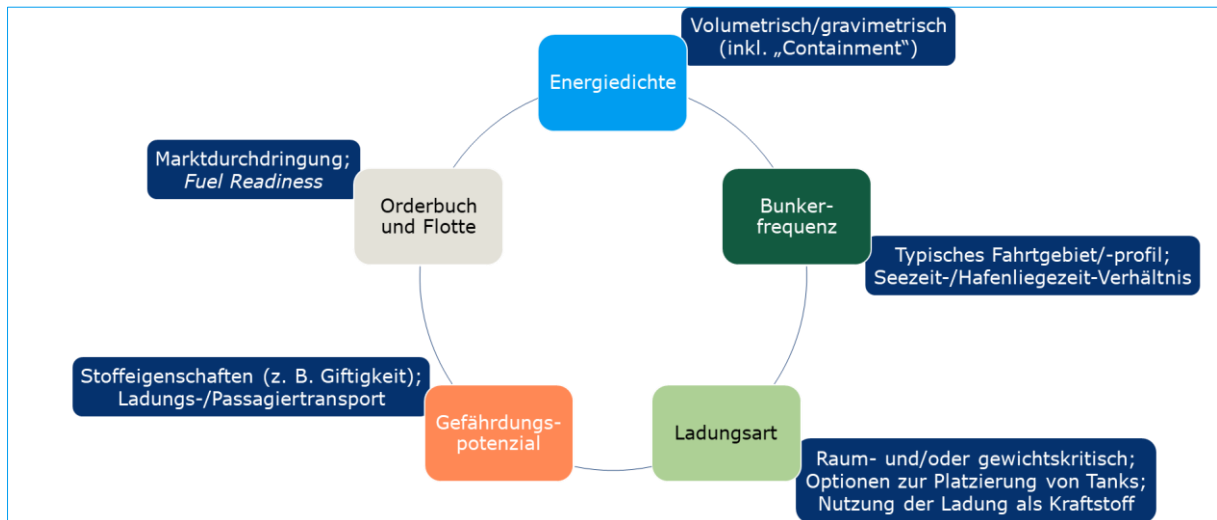 Volumetrisch/gravimetrisch
(inkl. „Containment“)
Energiedichte
Marktdurchdringung;
Fuel Readiness
Orderbuch
und Flotte
Bunker-
frequenz
Typisches Fahrtgebiet/-profil;
Seezeit-/Hafenliegezeit-Verhältnis
Stoffeigenschaften (z. B. Giftigkeit);
Ladungs-/Passagiertransport
Gefährdungs-
potenzial
Ladungsart
Raum- und/oder gewichtskritisch;
Optionen zur Platzierung von Tanks;
Nutzung der Ladung als Kraftstoff